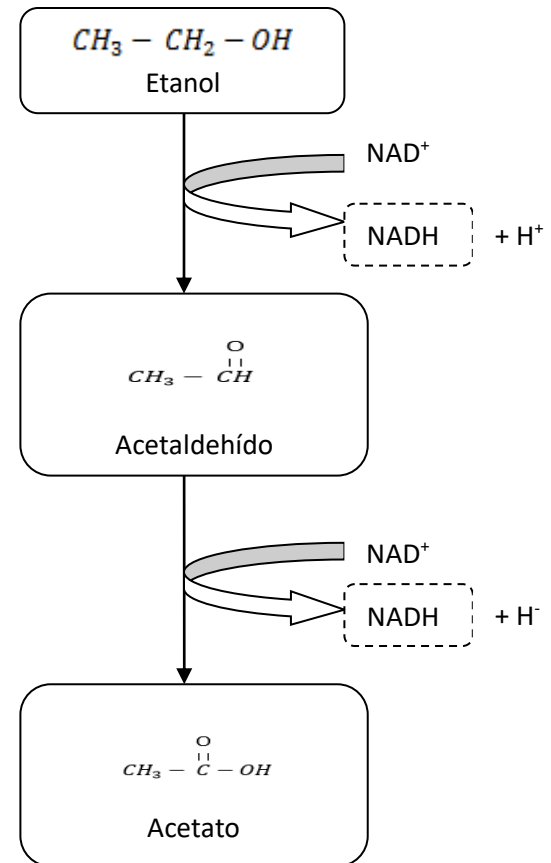 CH₃ − CH₂ − OH
Etanol
NAD⁺
NADH + H⁺
O
CH₃ − CH
Acetaldehído
NAD⁺
NADH + H⁻
O
CH₃ − C − OH
Acetato